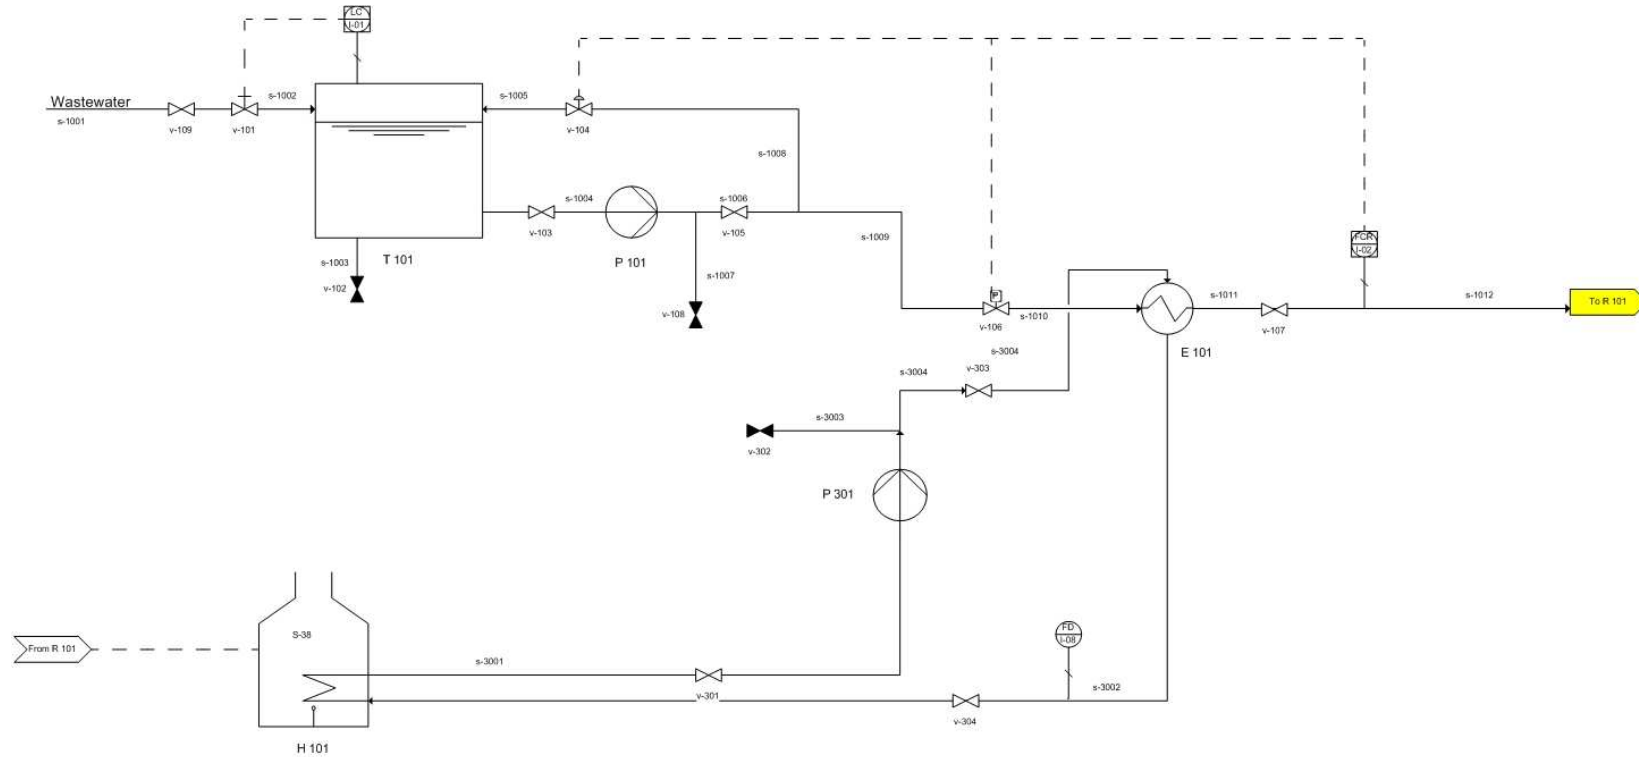 LC
I-01
Wastewater
s-1001
v-109
v-101
s-1002
s-1005
v-104
s-1008
s-1003
v-102
T 101
v-103
s-1004
P 101
s-1006
v-105
s-1007
v-108
s-1009
FCR
I-02
P
v-106
s-1010
s-1011
v-107
s-1012
To R 101
E 101
s-3004
s-3004
v-303
s-3003
v-302
P 301
From R 101
S-38
s-3001
v-301
FD
I-08
s-3002
v-304
H 101